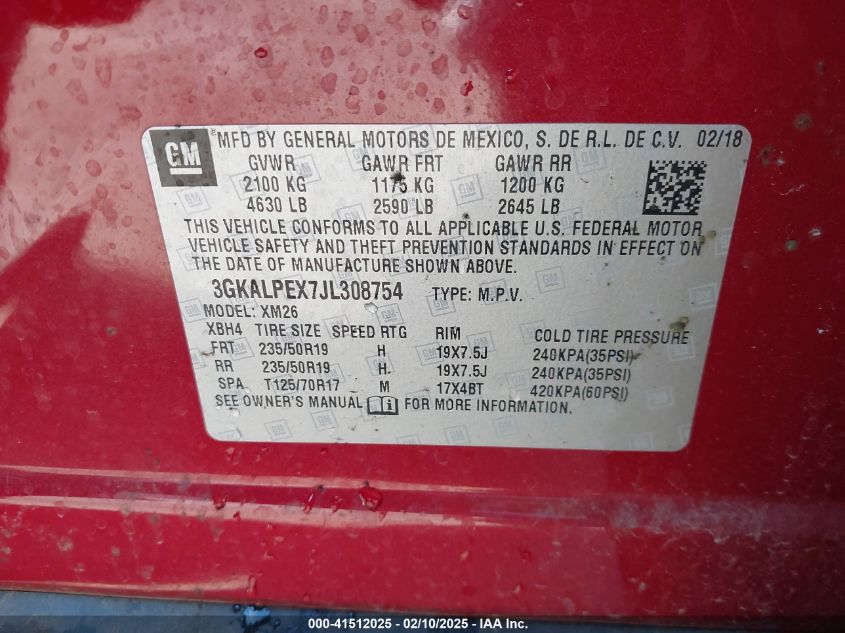 GM ® MFD BY GENERAL MOTORS DE MEXICO, S. DE R.L. DE C.V. 02/18
GVWR GAWR FRT GAWR RR
2100 KG 1175 KG 1200 KG
4630 LB 2590 LB 2645 LB
THIS VEHICLE CONFORMS TO ALL APPLICABLE U.S. FEDERAL MOTOR
VEHICLE SAFETY AND THEFT PREVENTION STANDARDS IN EFFECT ON
THE DATE OF MANUFACTURE SHOWN ABOVE.
3GKALPEX7JL308754 TYPE: M.P.V.
MODEL: XM26
XBH4 TIRE SIZE SPEED RTG RIM COLD TIRE PRESSURE
FRT 235/50R19 H 19X7.5J 240KPA(35PSI)
RR 235/50R19 H 19X7.5J 240KPA(35PSI)
SPA T125/70R17 M 17X4BT 420KPA(60PSI)
SEE OWNER'S MANUAL FOR MORE INFORMATION.
000-41512025 - 02/10/2025 - IAA Inc.